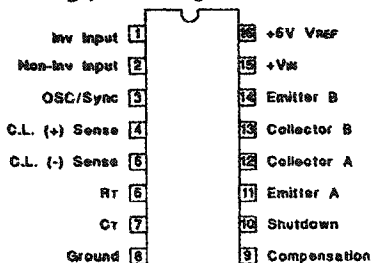 Inv Input 1 16 +5V VREF
Non-Inv Input 2 15 +VIN
OSC/Sync 3 14 Emitter B
C.L. (+) Sense 4 13 Collector B
C.L. (-) Sense 5 12 Collector A
RT 6 11 Emitter A
CT 7 10 Shutdown
Ground 8 9 Compensation